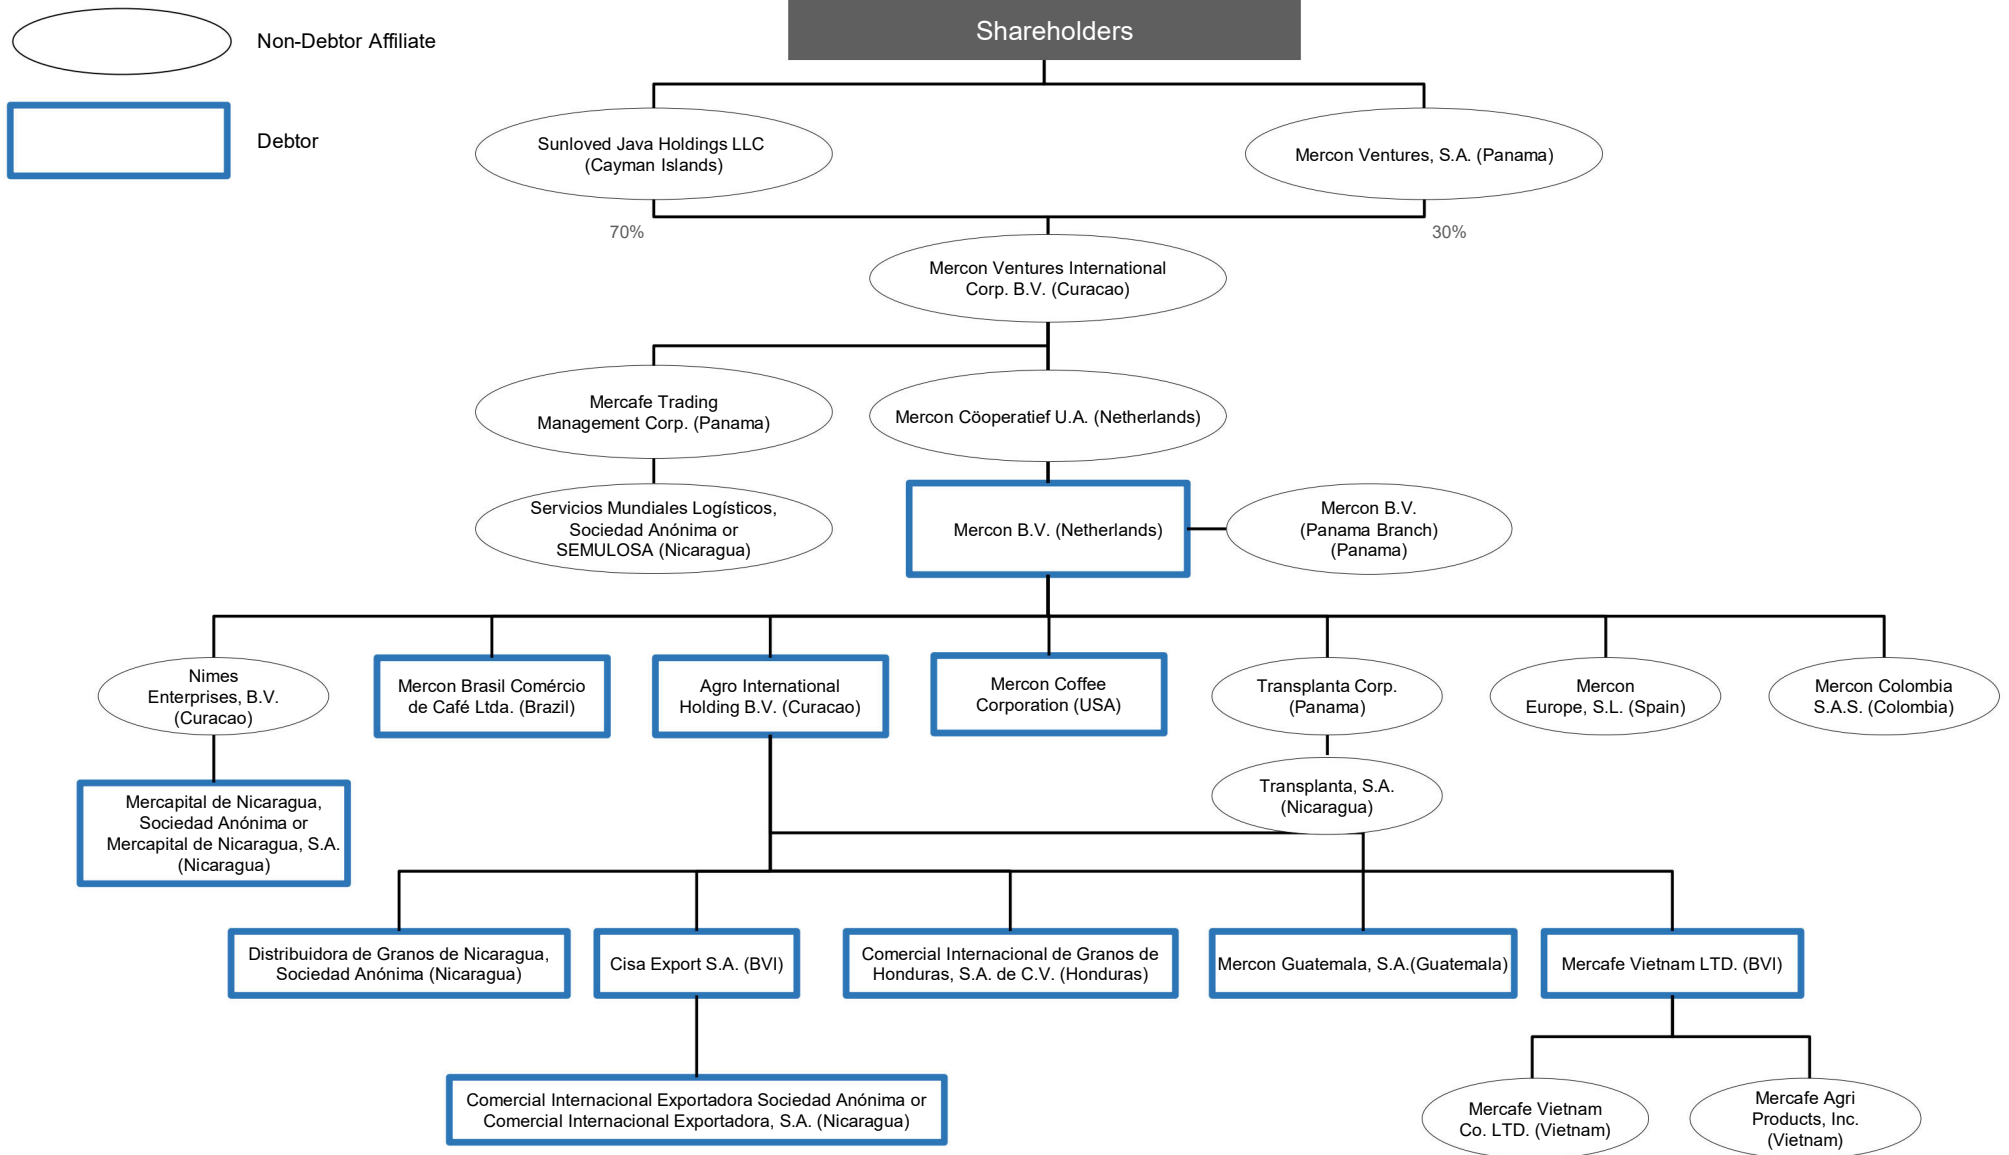 Non-Debtor Affiliate
Debtor
Shareholders
Sunloved Java Holdings LLC
(Cayman Islands)
Mercon Ventures, S.A. (Panama)
70%
30%
Mercon Ventures International
Corp. B.V. (Curacao)
Mercafe Trading
Management Corp. (Panama)
Mercon Cöoperatief U.A. (Netherlands)
Servicios Mundiales Logísticos,
Sociedad Anónima or
SEMULOSA (Nicaragua)
Mercon B.V. (Netherlands)
Mercon B.V.
(Panama Branch)
(Panama)
Nimes
Enterprises, B.V.
(Curacao)
Mercon Brasil Comércio
de Café Ltda. (Brazil)
Agro International
Holding B.V. (Curacao)
Mercon Coffee
Corporation (USA)
Transplanta Corp.
(Panama)
Mercon
Europe, S.L. (Spain)
Mercon Colombia
S.A.S. (Colombia)
Mercapital de Nicaragua,
Sociedad Anónima or
Mercapital de Nicaragua, S.A.
(Nicaragua)
Transplanta, S.A.
(Nicaragua)
Distribuidora de Granos de Nicaragua,
Sociedad Anónima (Nicaragua)
Cisa Export S.A. (BVI)
Comercial Internacional de Granos de
Honduras, S.A. de C.V. (Honduras)
Mercon Guatemala, S.A.(Guatemala)
Mercafe Vietnam LTD. (BVI)
Comercial Internacional Exportadora Sociedad Anónima or
Comercial Internacional Exportadora, S.A. (Nicaragua)
Mercafe Vietnam
Co. LTD. (Vietnam)
Mercafe Agri
Products, Inc.
(Vietnam)